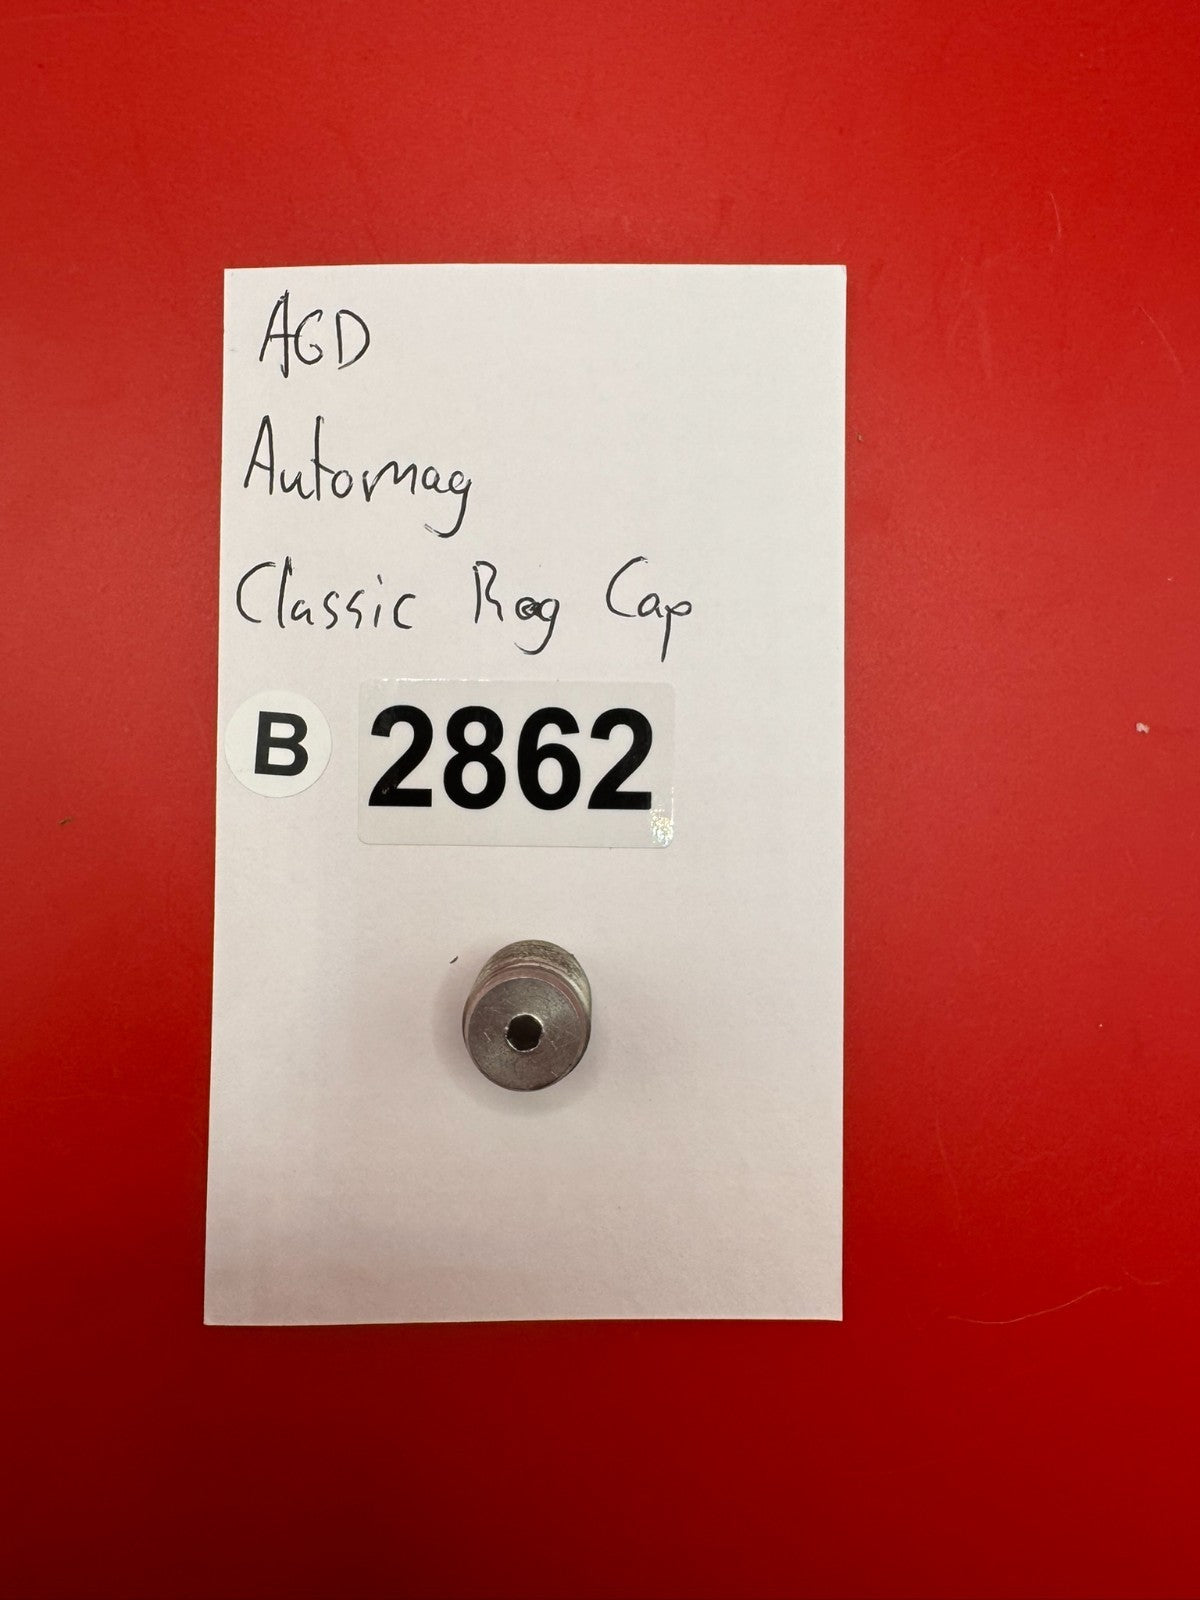 AGD
Automag
Classic Reg Cap
B 2862